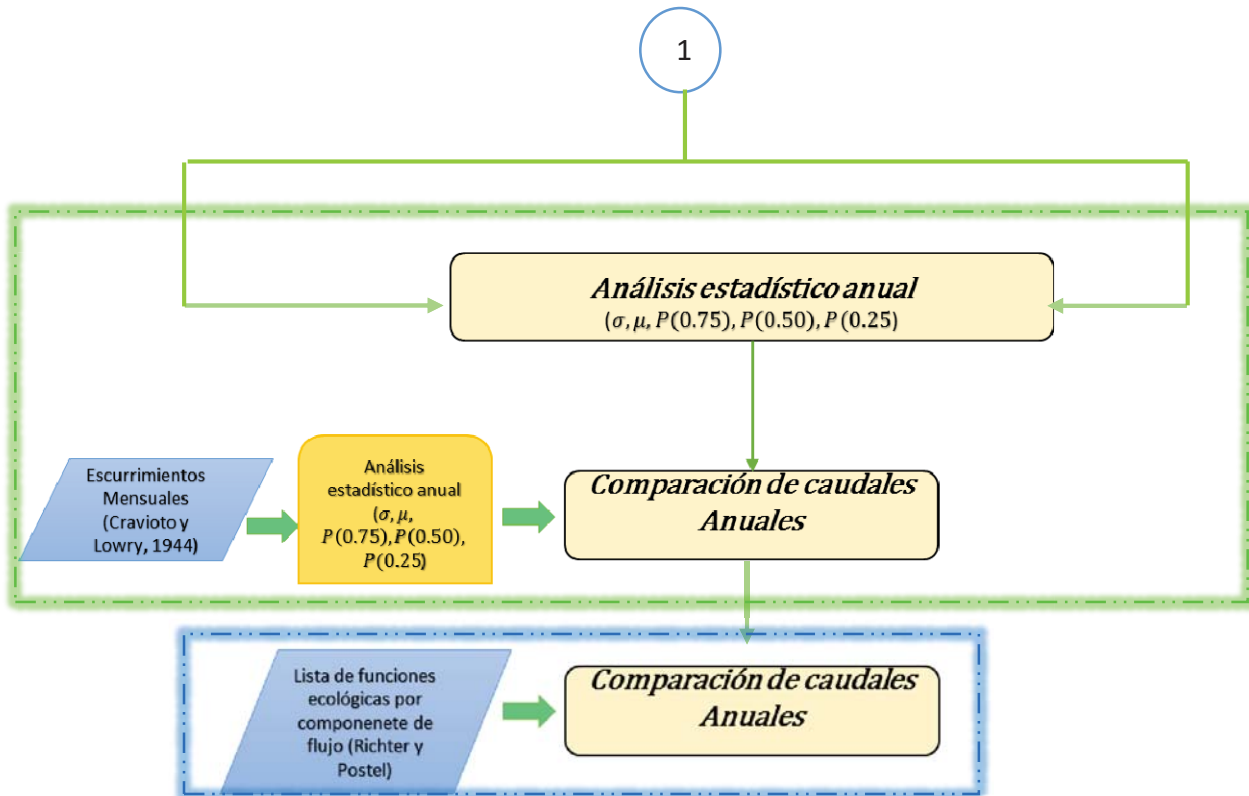 1
Análisis estadístico anual
(σ, μ, P(0.75), P(0.50), P(0.25)
Escurrimientos
Mensuales
(Cravioto y
Lowry, 1944)
Análisis
estadístico anual
(σ, μ,
P(0.75), P(0.50),
P(0.25)
Comparación de caudales
Anuales
Lista de funciones
ecológicas por
componenete de
flujo (Richter y
Postel)
Comparación de caudales
Anuales